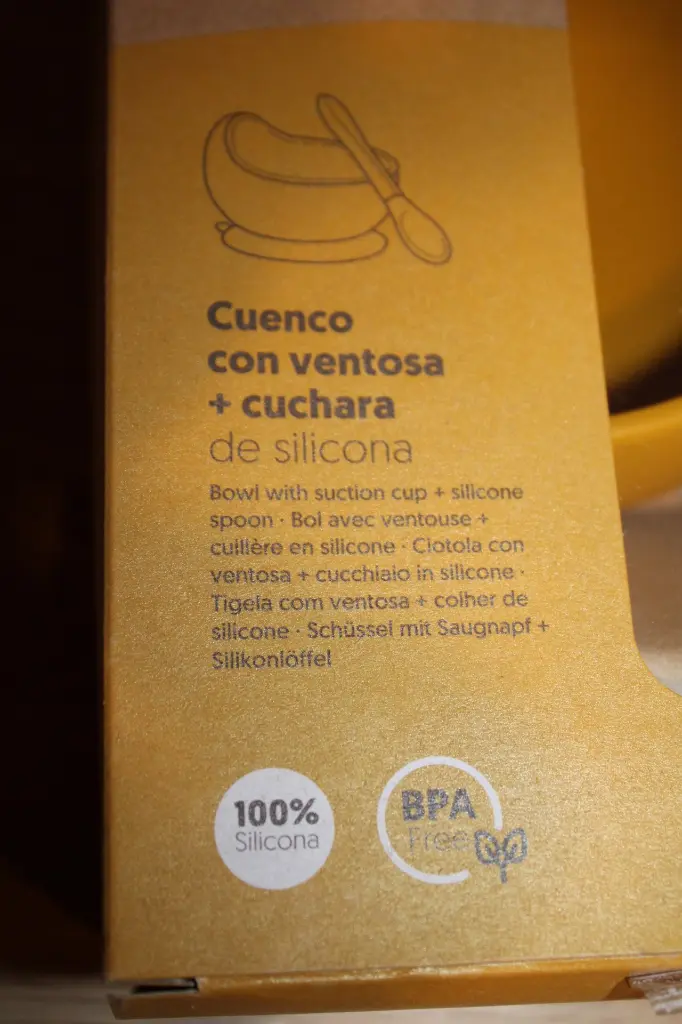 Cuenco
con ventosa
+ cuchara
de silicona
Bowl with suction cup + silicone
spoon · Bol avec ventouse +
cuillère en silicone · Ciotola con
ventosa + cucchiaio in silicone ·
Tigela com ventosa + colher de
silicone · Schüssel mit Saugnapf +
Silikonlöffel
100%
Silicona
BPA
Free